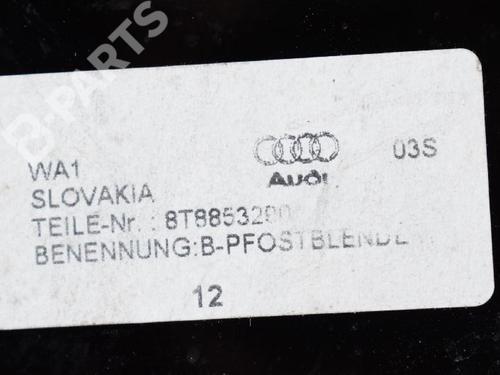 B-PARTS
WA1
03S
SLOVAKIA
Audi
TEILE-Nr. : 8T8853290
BENENNUNG:B-PFOSTBLENDE
12